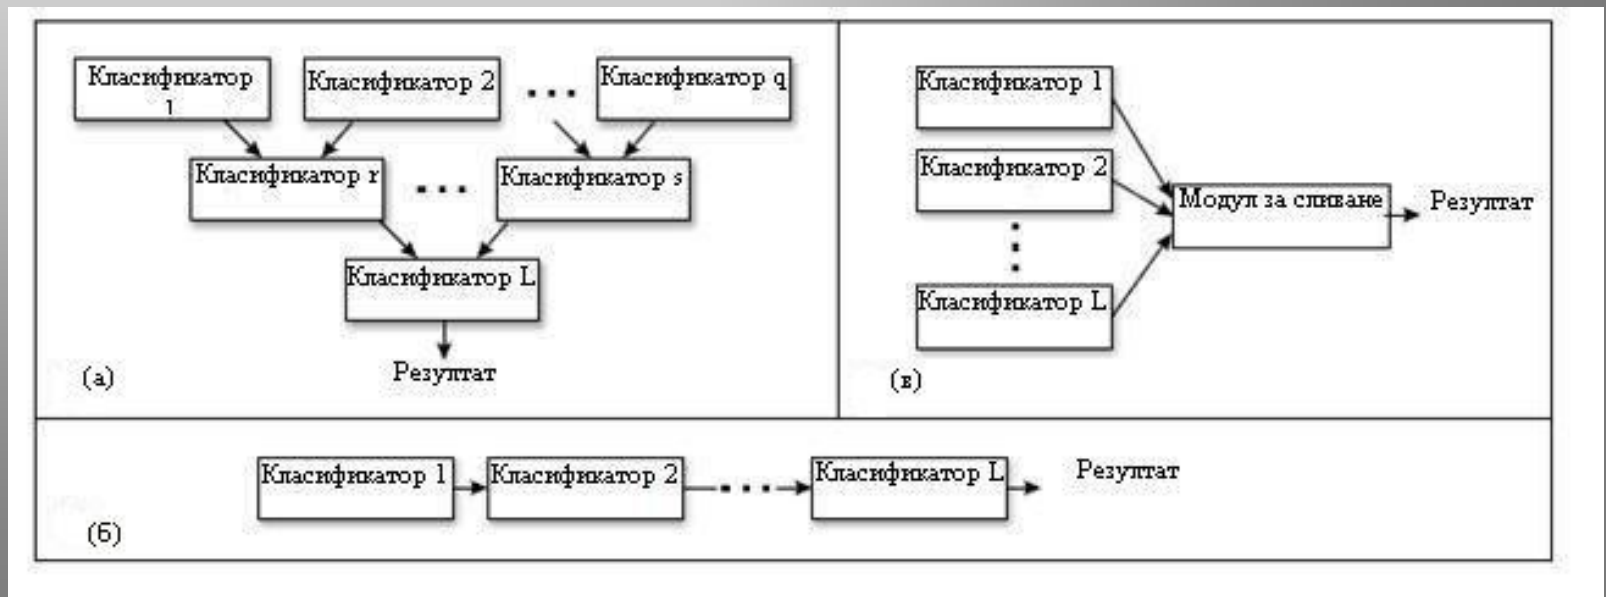 Класификатор
1
Класификатор 2
Класификатор q
Класификатор r
Класификатор s
Класификатор L
Резултат
(а)
Класификатор 1
Класификатор 2
Класификатор L
Модул за сливане
Резултат
(в)
Класификатор 1
Класификатор 2
Класификатор L
Резултат
(б)